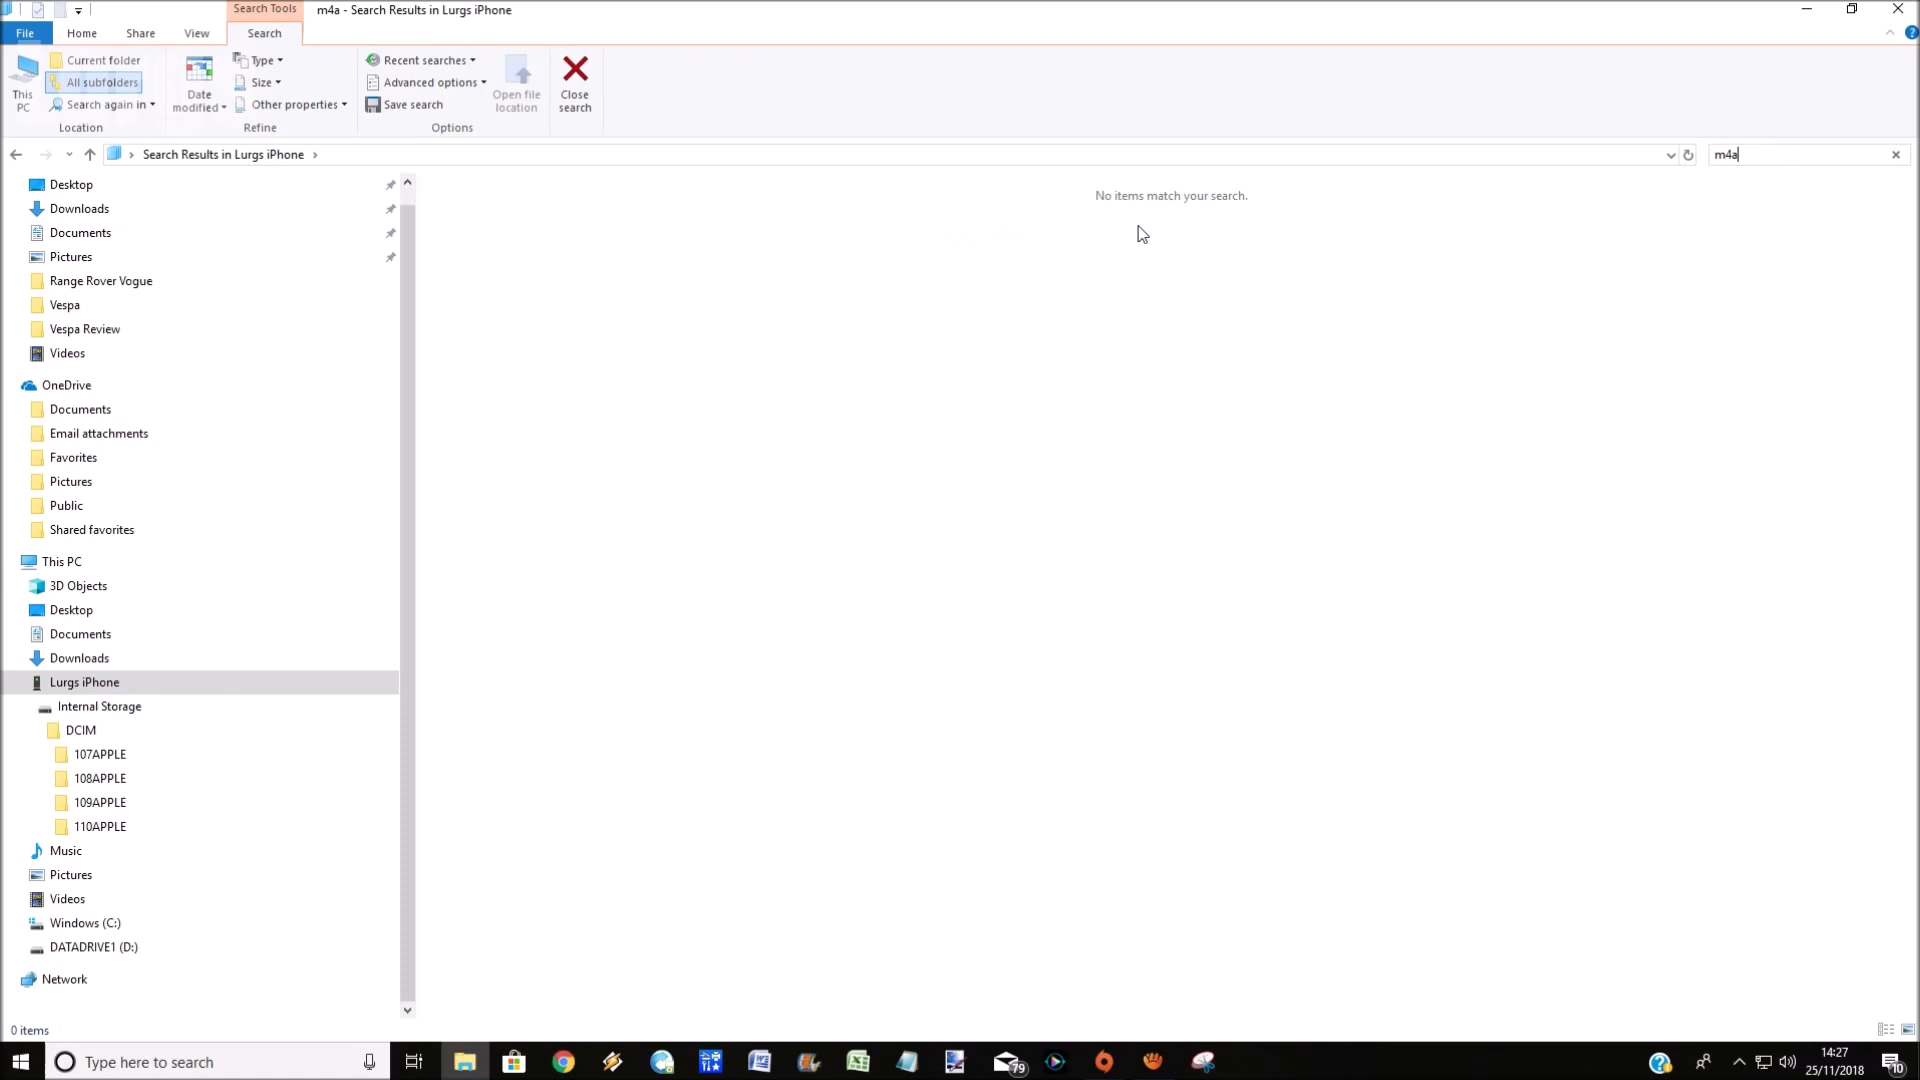 Search Tools
m4a - Search Results in Lurgs iPhone
File
Home
Share
View
Search
This PC
Current folder
All subfolders
Search again in
Location
Date modified
Type
Size
Other properties
Refine
Recent searches
Advanced options
Save search
Options
Open file location
Close search
Search Results in Lurgs iPhone
m4a
Desktop
Downloads
Documents
Pictures
Range Rover Vogue
Vespa
Vespa Review
Videos
OneDrive
Documents
Email attachments
Favorites
Pictures
Public
Shared favorites
This PC
3D Objects
Desktop
Documents
Downloads
Lurgs iPhone
Internal Storage
DCIM
107APPLE
108APPLE
109APPLE
110APPLE
Music
Pictures
Videos
Windows (C:)
DATADRIVE1 (D:)
Network
No items match your search.
0 items
Type here to search
79
14:27
25/11/2018
10